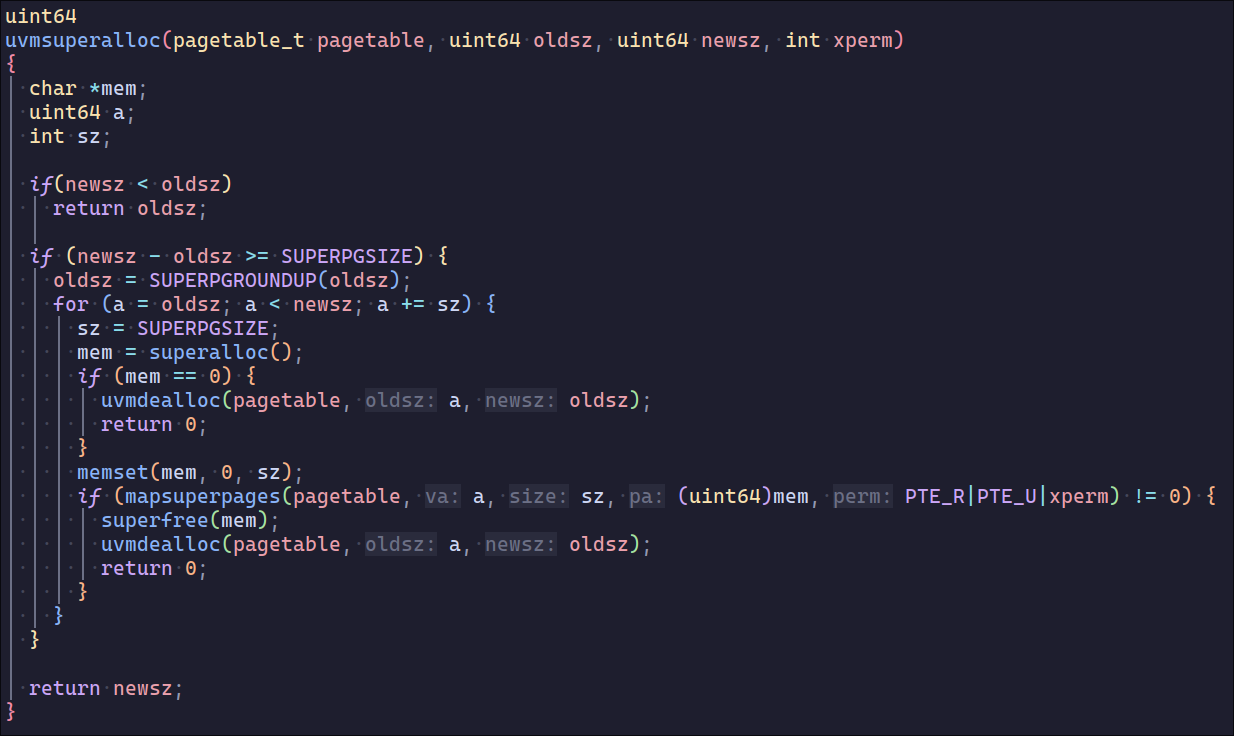 uint64
uvmsuperalloc(pagetable_t pagetable, uint64 oldsz, uint64 newsz, int xperm)
{
  char *mem;
  uint64 a;
  int sz;

  if(newsz < oldsz)
    return oldsz;

  if (newsz - oldsz >= SUPERPGSIZE) {
    oldsz = SUPERPGROUNDUP(oldsz);
    for (a = oldsz; a < newsz; a += sz) {
      sz = SUPERPGSIZE;
      mem = superalloc();
      if (mem == 0) {
        uvmdealloc(pagetable, oldsz: a, newsz: oldsz);
        return 0;
      }
      memset(mem, 0, sz);
      if (mapsuperpages(pagetable, va: a, size: sz, pa: (uint64)mem, perm: PTE_R|PTE_U|xperm) != 0) {
        superfree(mem);
        uvmdealloc(pagetable, oldsz: a, newsz: oldsz);
        return 0;
      }
    }
  }

  return newsz;
}